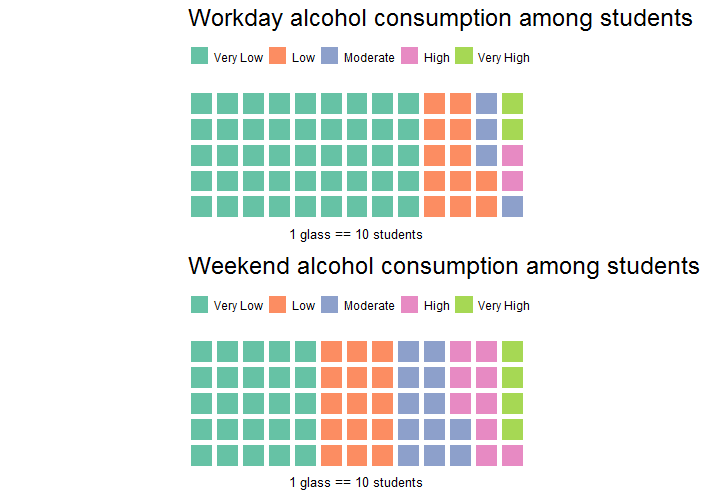 Workday alcohol consumption among students
Very Low Low Moderate High Very High
1 glass == 10 students
Weekend alcohol consumption among students
Very Low Low Moderate High Very High
1 glass == 10 students